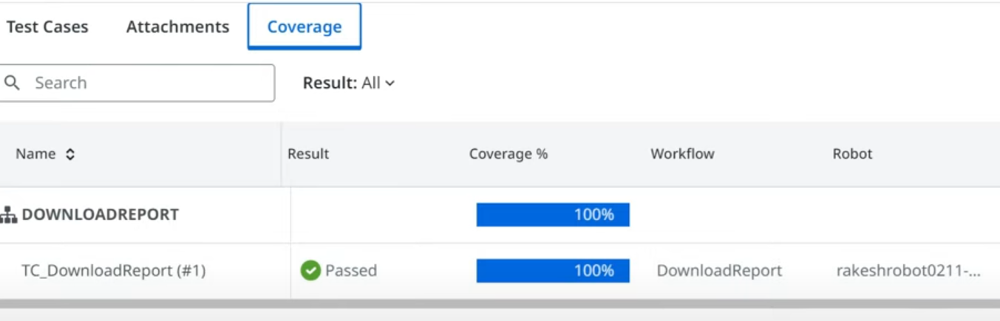 Test Cases Attachments Coverage
Search Result: All
Name Result Coverage % Workflow Robot
DOWNLOADREPORT 100%
TC_DownloadReport (#1) Passed 100% DownloadReport rakeshrobot0211-...